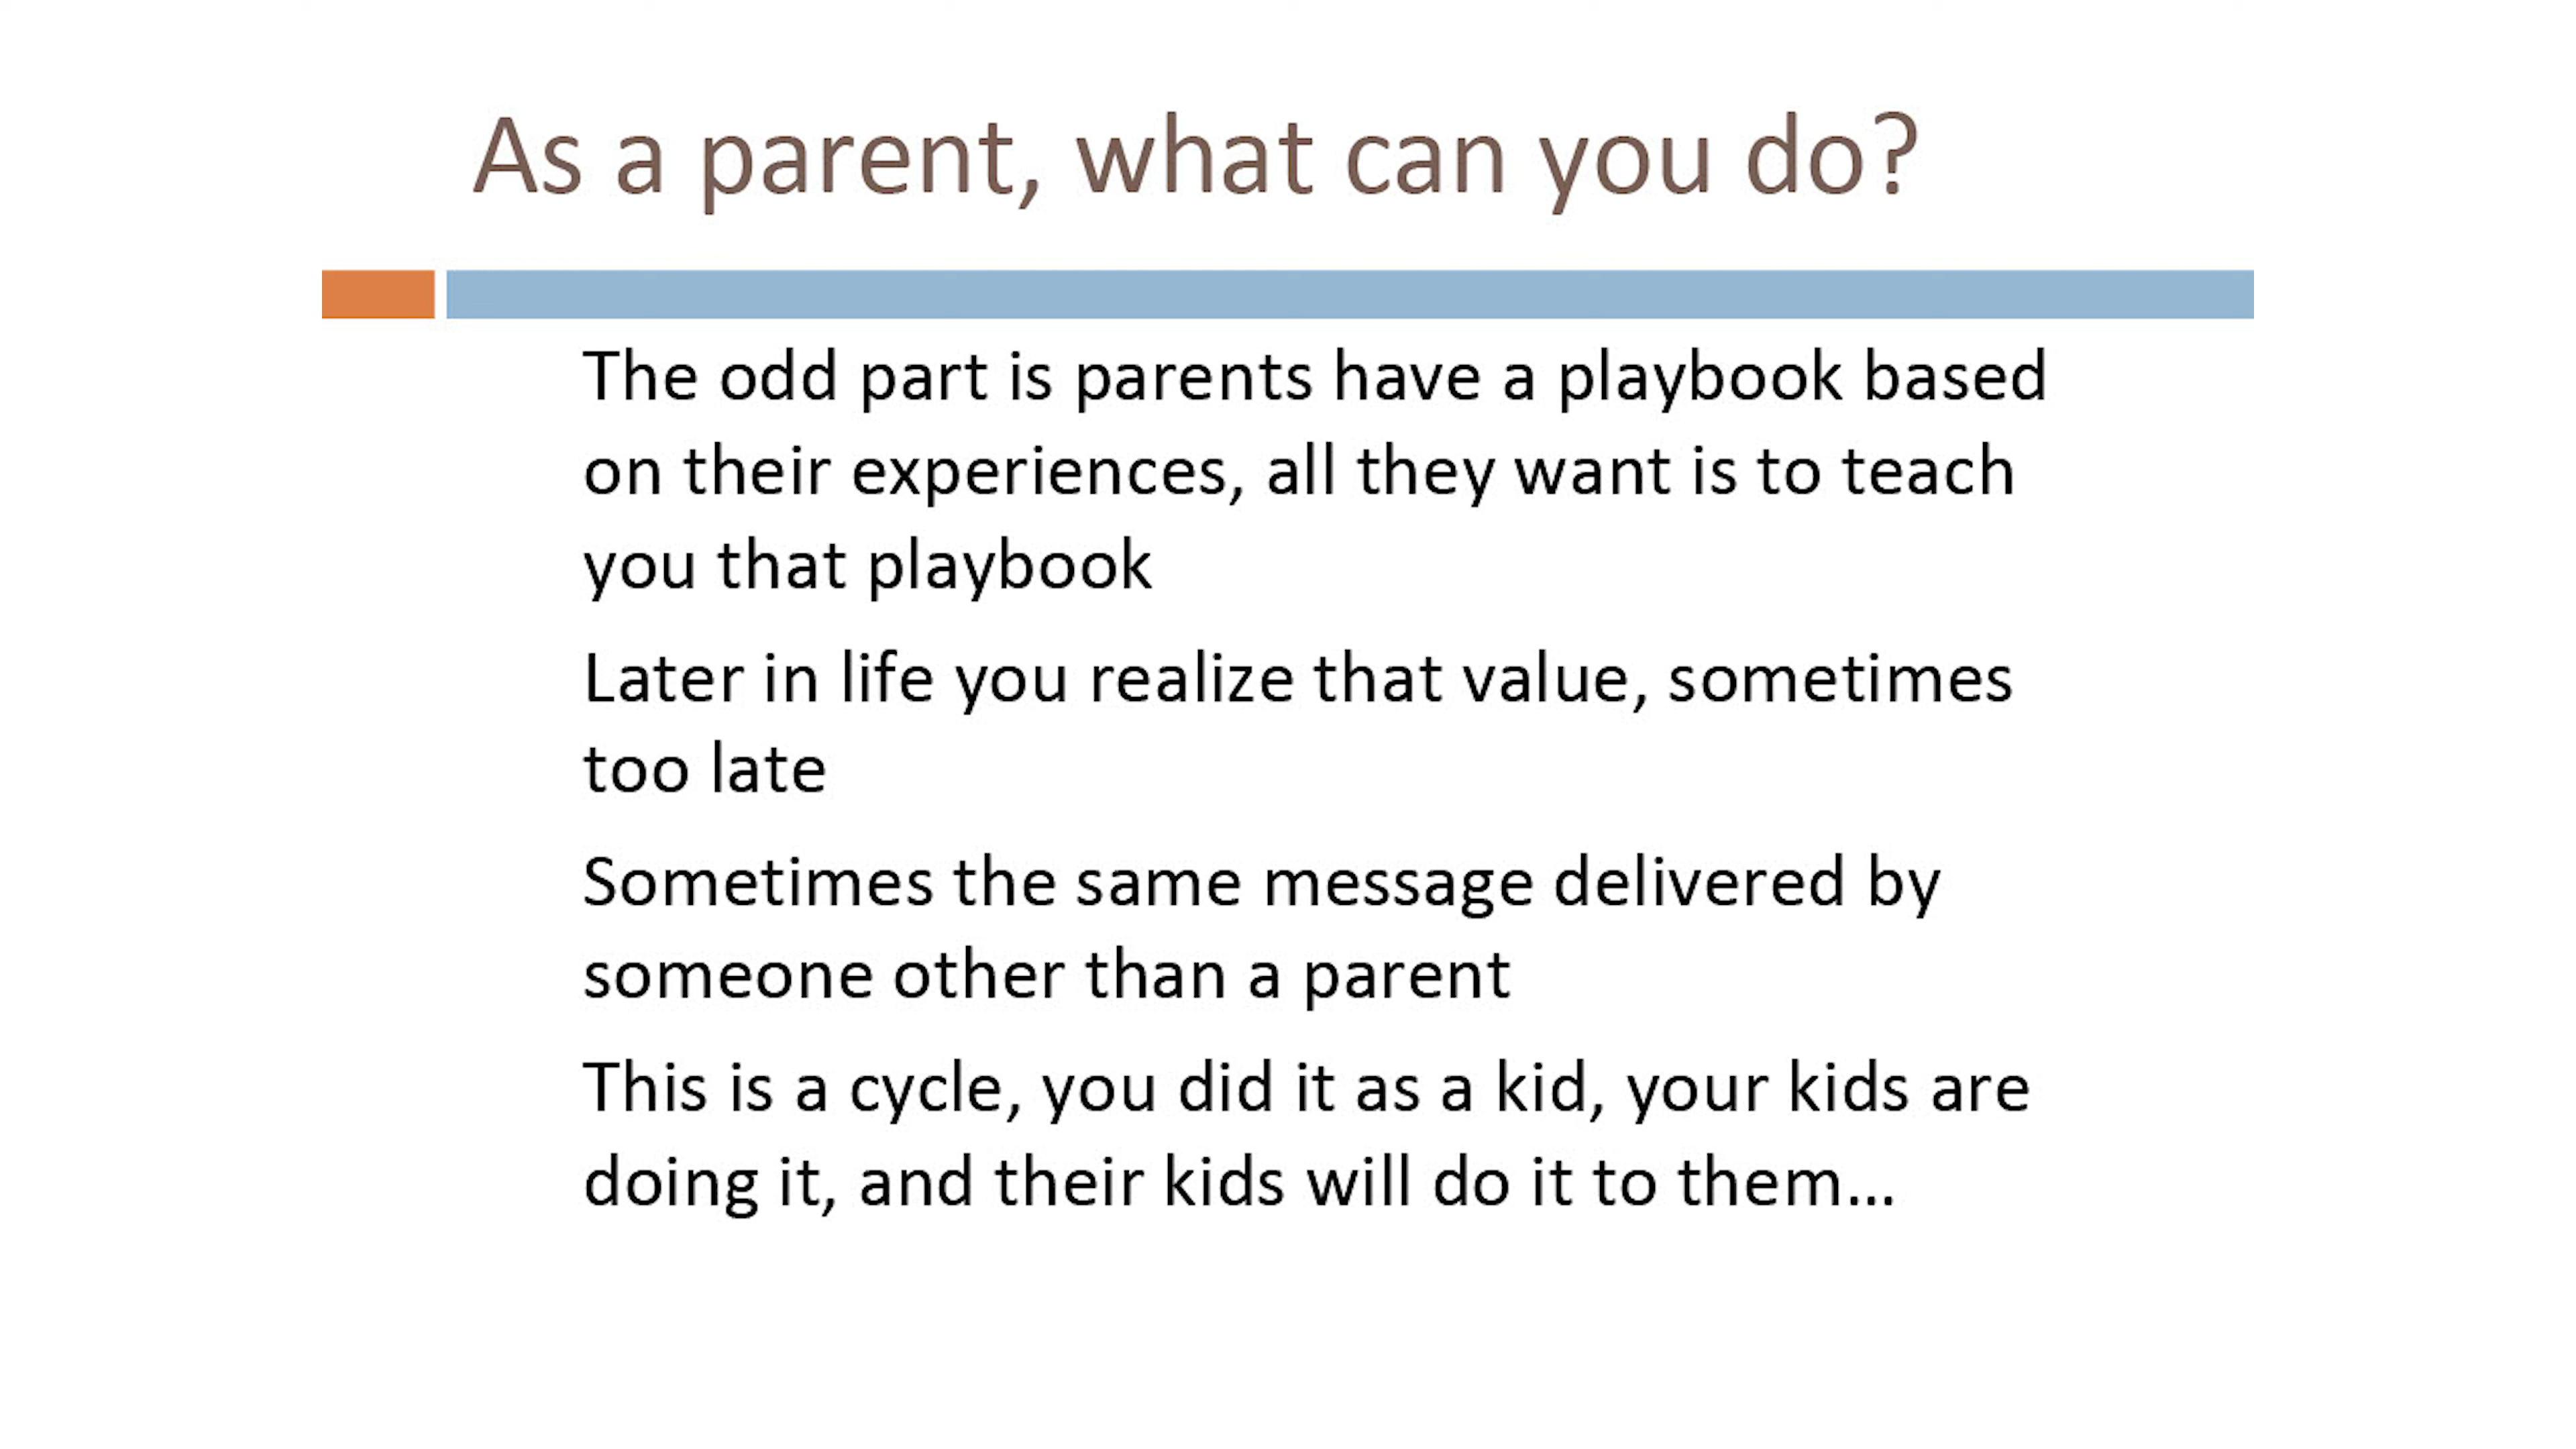 As a parent, what can you do?
The odd part is parents have a playbook based
on their experiences, all they want is to teach
you that playbook
Later in life you realize that value, sometimes
too late
Sometimes the same message delivered by
someone other than a parent
This is a cycle, you did it as a kid, your kids are
doing it, and their kids will do it to them...